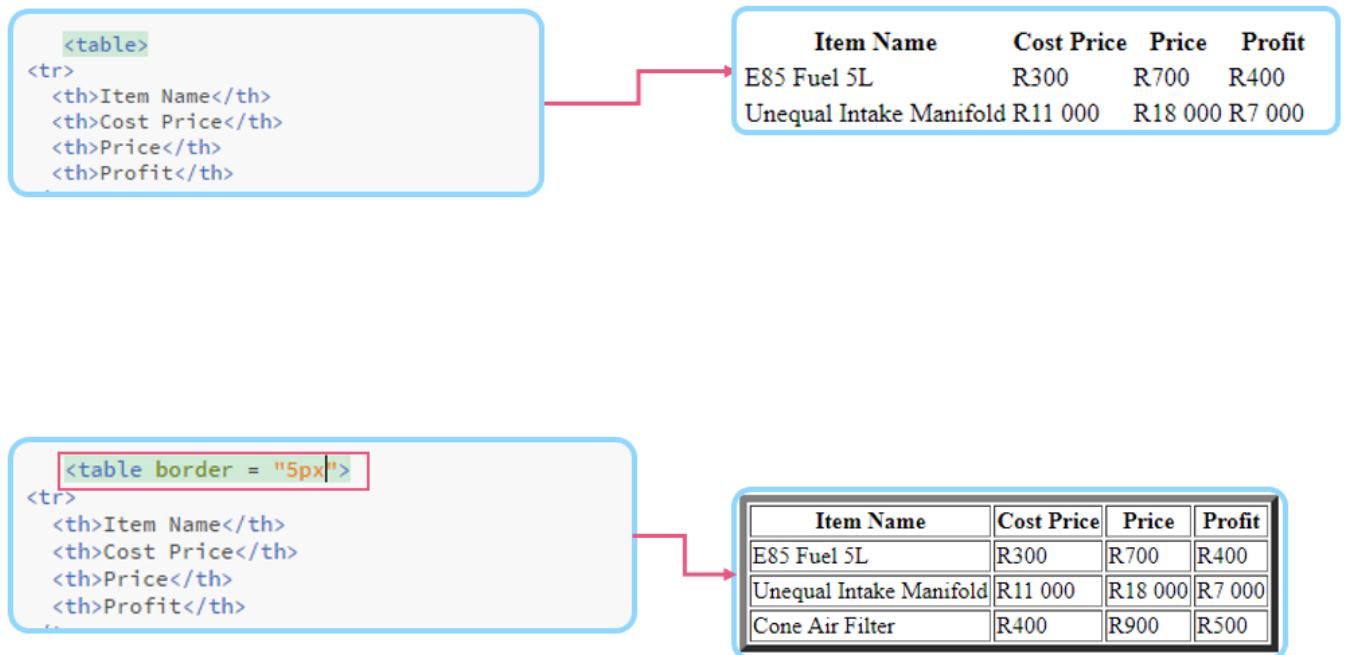 <table>
<tr>
<th>Item Name</th>
<th>Cost Price</th>
<th>Price</th>
<th>Profit</th>
Item Name Cost Price Price Profit
E85 Fuel 5L R300 R700 R400
Unequal Intake Manifold R11 000 R18 000 R7 000
<table border = "5px">
<tr>
<th>Item Name</th>
<th>Cost Price</th>
<th>Price</th>
<th>Profit</th>
Item Name Cost Price Price Profit
E85 Fuel 5L R300 R700 R400
Unequal Intake Manifold R11 000 R18 000 R7 000
Cone Air Filter R400 R900 R500